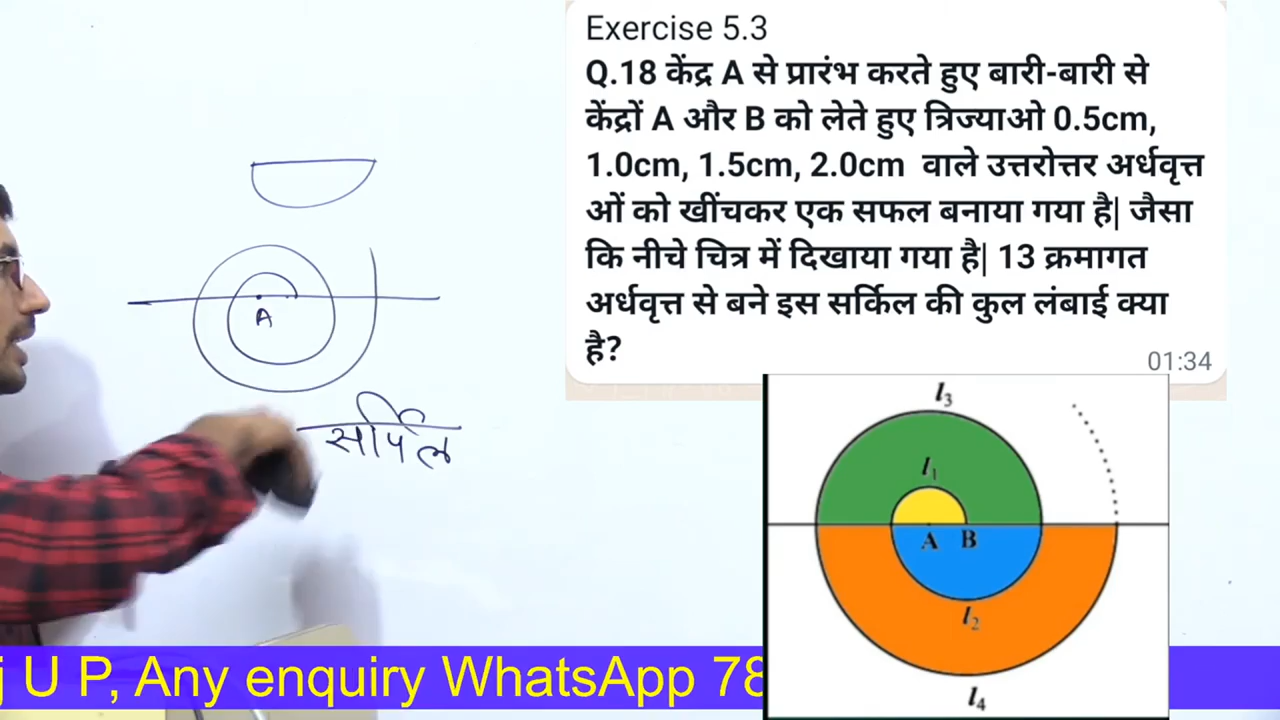 Exercise 5.3
Q.18 केंद्र A से प्रारंभ करते हुए बारी-बारी से
केंद्रों A और B को लेते हुए त्रिज्याओ 0.5cm,
1.0cm, 1.5cm, 2.0cm वाले उत्तरोत्तर अर्धवृत्त
ओं को खींचकर एक सफल बनाया गया है| जैसा
कि नीचे चित्र में दिखाया गया है| 13 क्रमागत
अर्धवृत्त से बने इस सर्किल की कुल लंबाई क्या
है?
01:34
A
सर्पिल
l₃
l₁
A B
l₂
l₄
j U P, Any enquiry WhatsApp 78